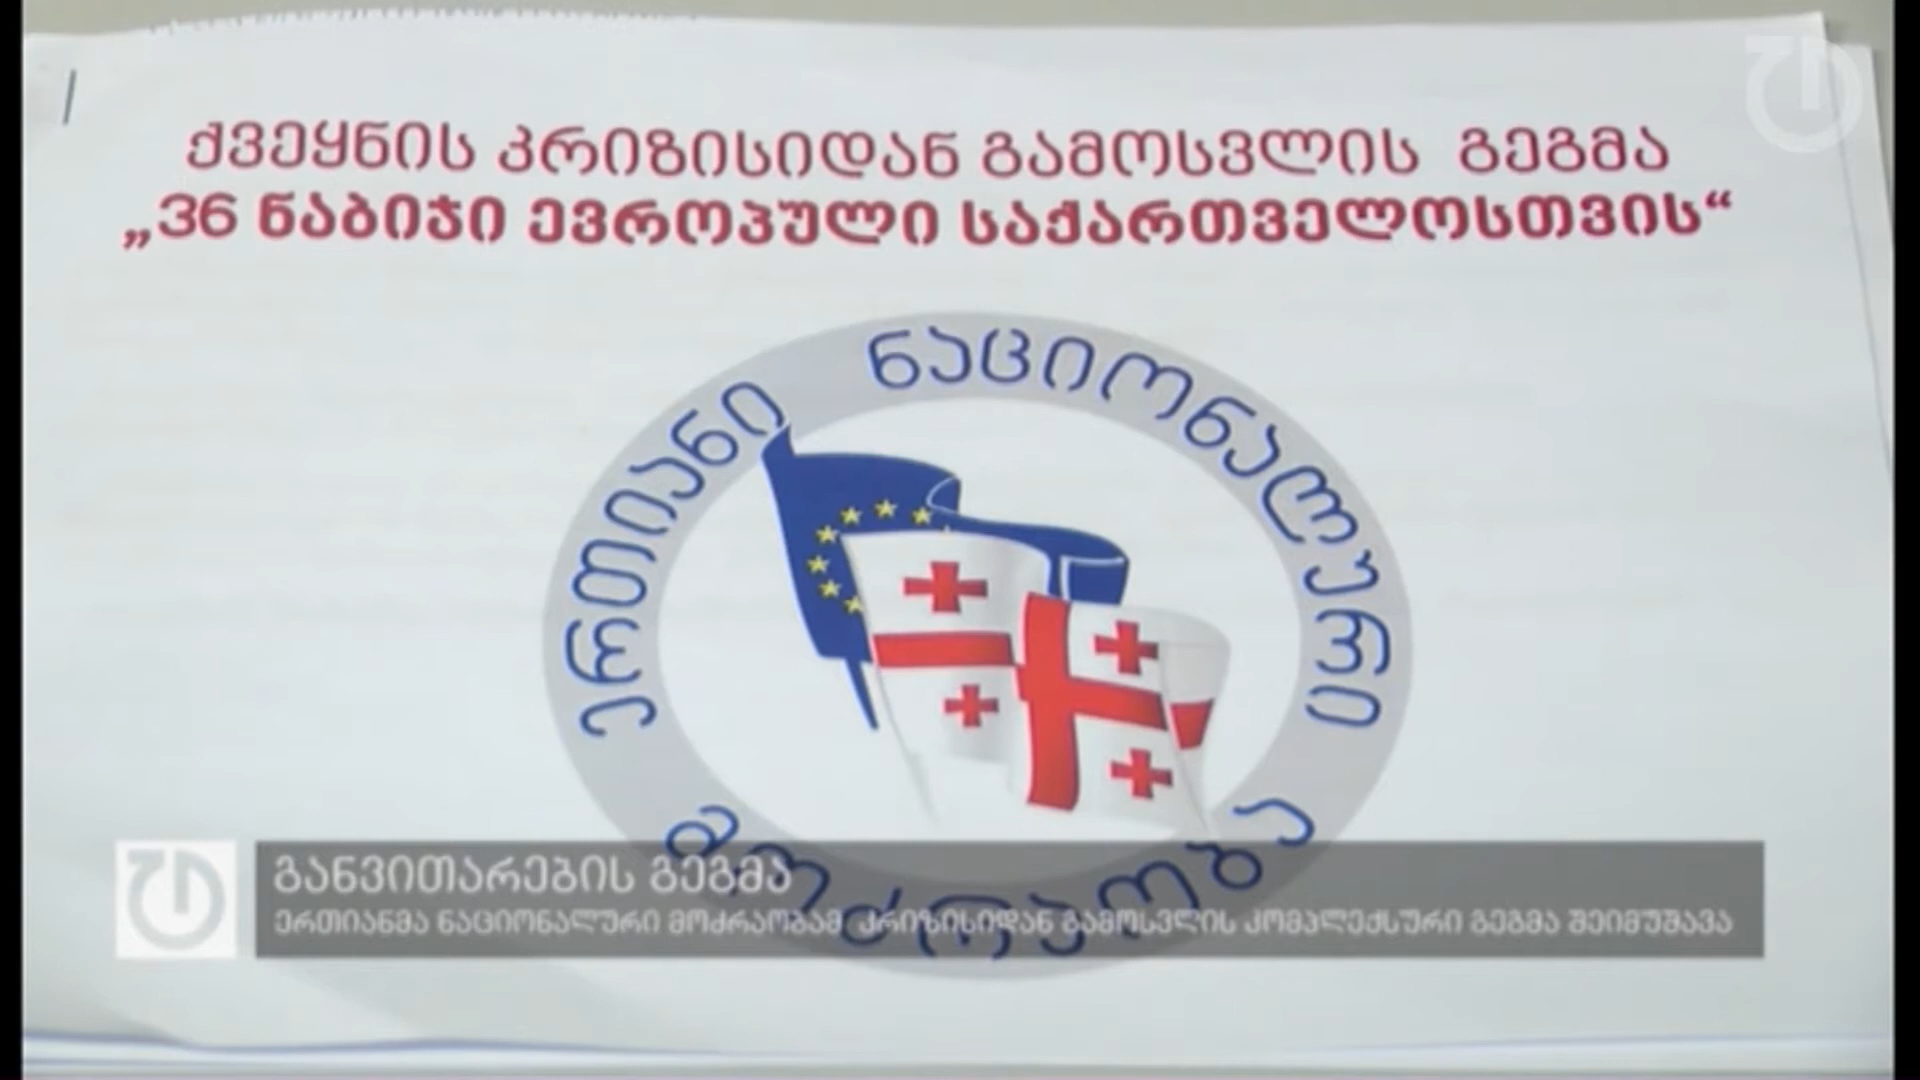 ქვეყნის კრიზისიდან გამოსვლის გეგმა
„36 ნაბიჯი ევროპული საქართველოსთვის“
ერთიანი ნაციონალური
მოძრაობა
განვითარების გეგმა
ერთიანმა ნაციონალური მოძრაობამ კრიზისიდან გამოსვლის კომპლექსური გეგმა შეიმუშავა